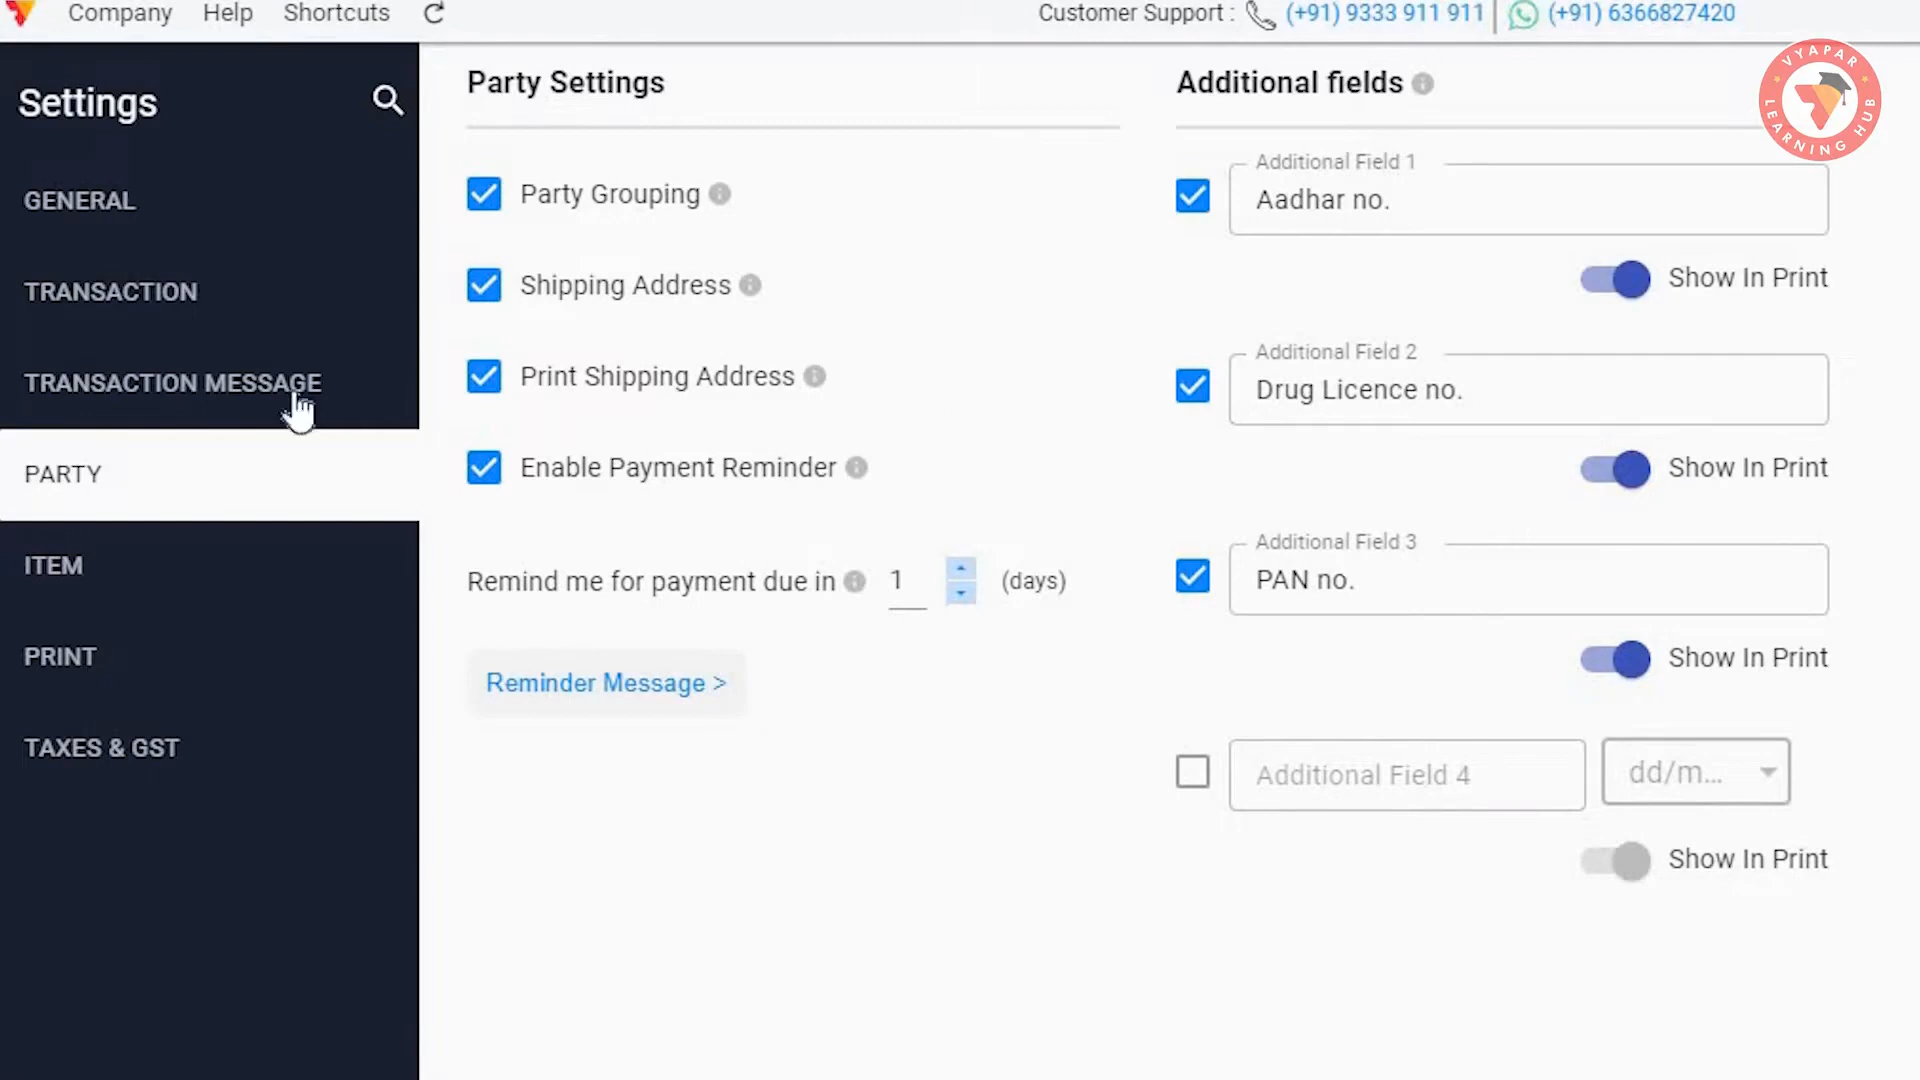 Company Help Shortcuts
Customer Support : (+91) 9333 911 911 | (+91) 6366827420
VYAPAR
LEARNING HUB
Settings
GENERAL
TRANSACTION
TRANSACTION MESSAGE
PARTY
ITEM
PRINT
TAXES & GST
Party Settings
Party Grouping
Shipping Address
Print Shipping Address
Enable Payment Reminder
Remind me for payment due in 1 (days)
Reminder Message >
Additional fields
Additional Field 1
Aadhar no.
Show In Print
Additional Field 2
Drug Licence no.
Show In Print
Additional Field 3
PAN no.
Show In Print
Additional Field 4 dd/m...
Show In Print